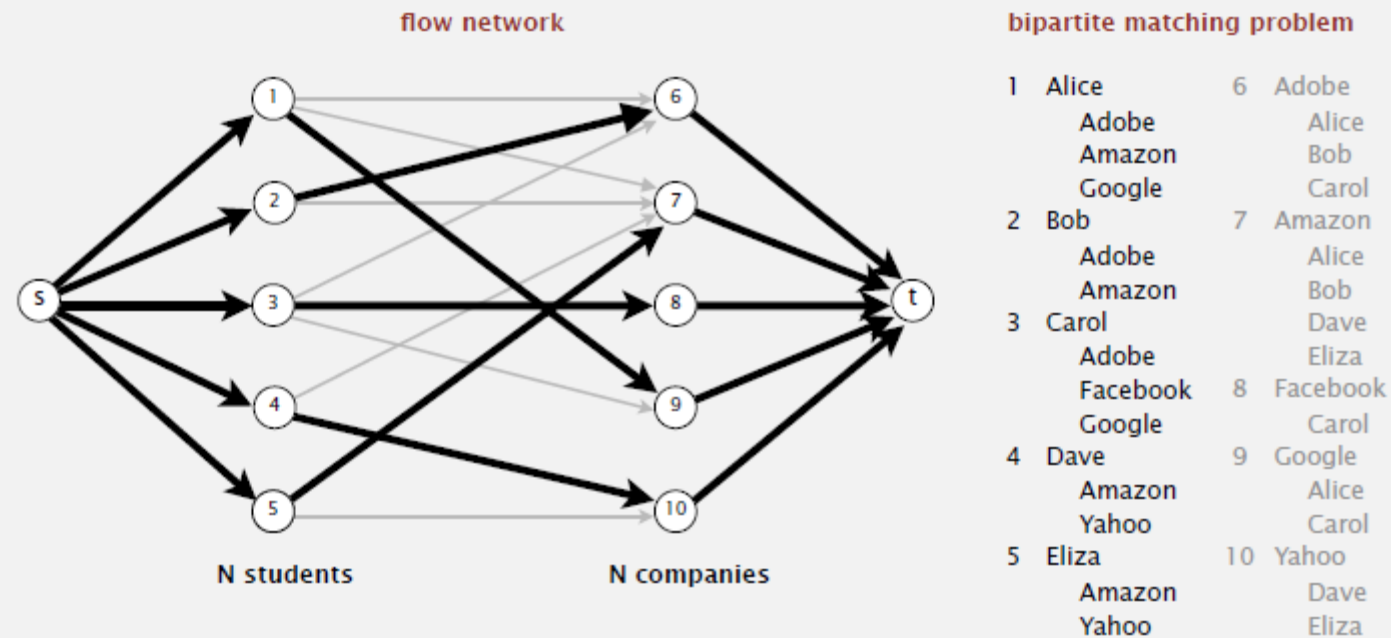 flow network
bipartite matching problem
1
2
3
4
5
s
6
7
8
9
10
t
N students
N companies
1 Alice 6 Adobe
Adobe Alice
Amazon Bob
Google Carol
2 Bob 7 Amazon
Adobe Alice
Amazon Bob
3 Carol Dave
Adobe Eliza
Facebook 8 Facebook
Google Carol
4 Dave 9 Google
Amazon Alice
Yahoo Carol
5 Eliza 10 Yahoo
Amazon Dave
Yahoo Eliza